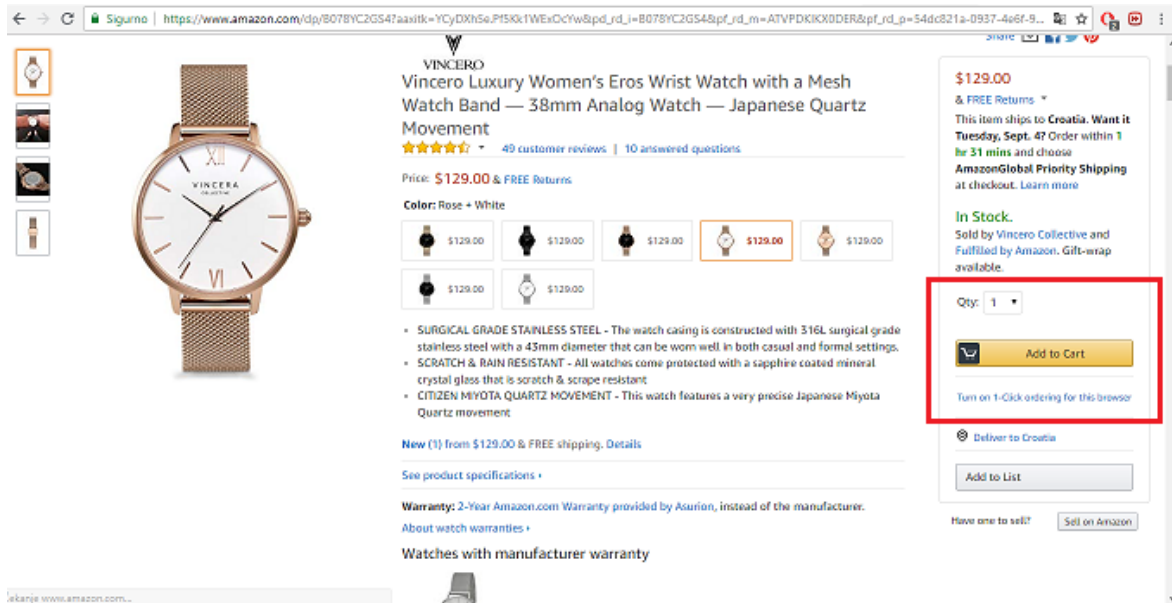 Sigurno | https://www.amazon.com/dp/B078YC2GS4?aaxitk=YCyDXhSe.Pf5Kk1WExOcYw&pd_rd_i=B078YC2GS4&pf_rd_m=ATVPDKIKX0DER&pf_rd_p=54dc821a-0937-4e6f-9...
Share
VINCERO
Vincero Luxury Women's Eros Wrist Watch with a Mesh
Watch Band — 38mm Analog Watch — Japanese Quartz
Movement
49 customer reviews | 10 answered questions
Price: $129.00 & FREE Returns
Color: Rose + White
$129.00 $129.00 $129.00 $129.00 $129.00
$129.00 $129.00
SURGICAL GRADE STAINLESS STEEL - The watch casing is constructed with 316L surgical grade
stainless steel with a 43mm diameter that can be worn well in both casual and formal settings.
SCRATCH & RAIN RESISTANT - All watches come protected with a sapphire coated mineral
crystal glass that is scratch & scrape resistant
CITIZEN MIYOTA QUARTZ MOVEMENT - This watch features a very precise Japanese Miyota
Quartz movement
New (1) from $129.00 & FREE shipping. Details
See product specifications ›
Warranty: 2-Year Amazon.com Warranty provided by Asurion, instead of the manufacturer.
About watch warranties ›
Watches with manufacturer warranty
XII
VINCERA
COLLECTIVE
VI
$129.00
& FREE Returns
This item ships to Croatia. Want it
Tuesday, Sept. 4? Order within 1
hr 31 mins and choose
AmazonGlobal Priority Shipping
at checkout. Learn more
In Stock.
Sold by Vincero Collective and
Fulfilled by Amazon. Gift-wrap
available.
Qty: 1
Add to Cart
Turn on 1-Click ordering for this browser
Deliver to Croatia
Add to List
Have one to sell? Sell on Amazon
www.amazon.com...